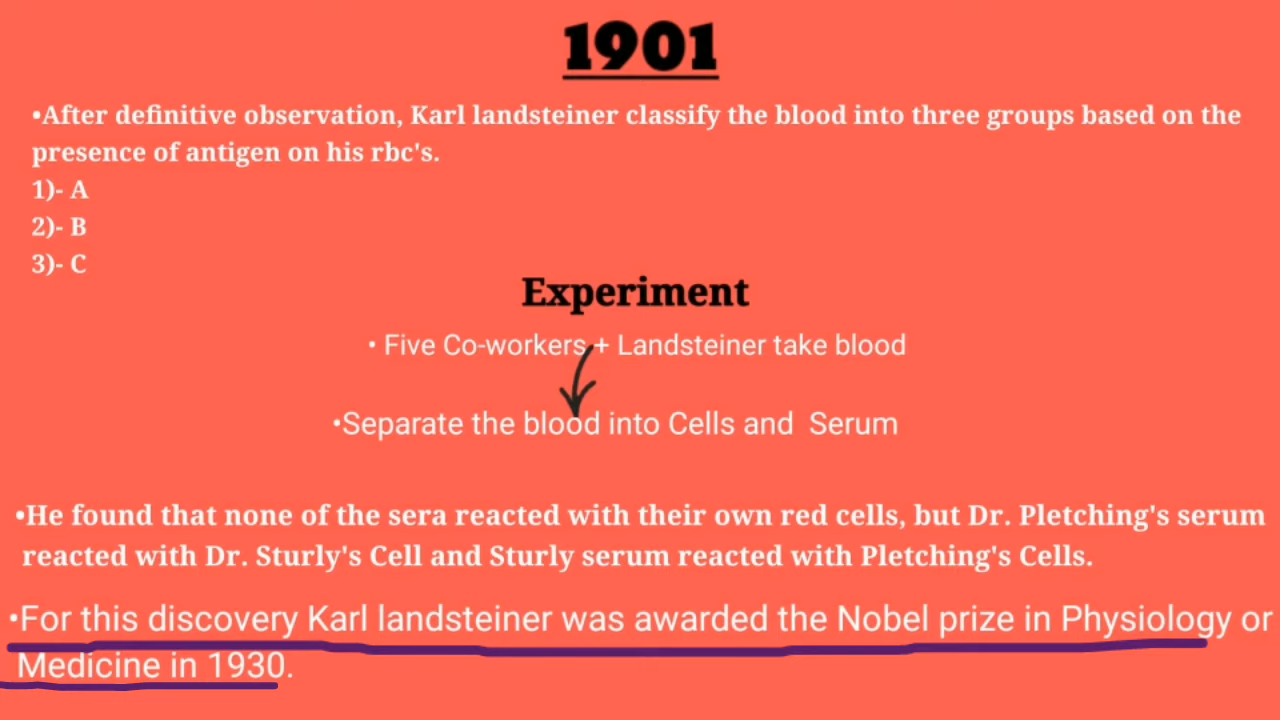 1901
•After definitive observation, Karl landsteiner classify the blood into three groups based on the
presence of antigen on his rbc's.
1)- A
2)- B
3)- C
Experiment
• Five Co-workers + Landsteiner take blood
•Separate the blood into Cells and  Serum
•He found that none of the sera reacted with their own red cells, but Dr. Pletching's serum
reacted with Dr. Sturly's Cell and Sturly serum reacted with Pletching's Cells.
•For this discovery Karl landsteiner was awarded the Nobel prize in Physiology or
Medicine in 1930.